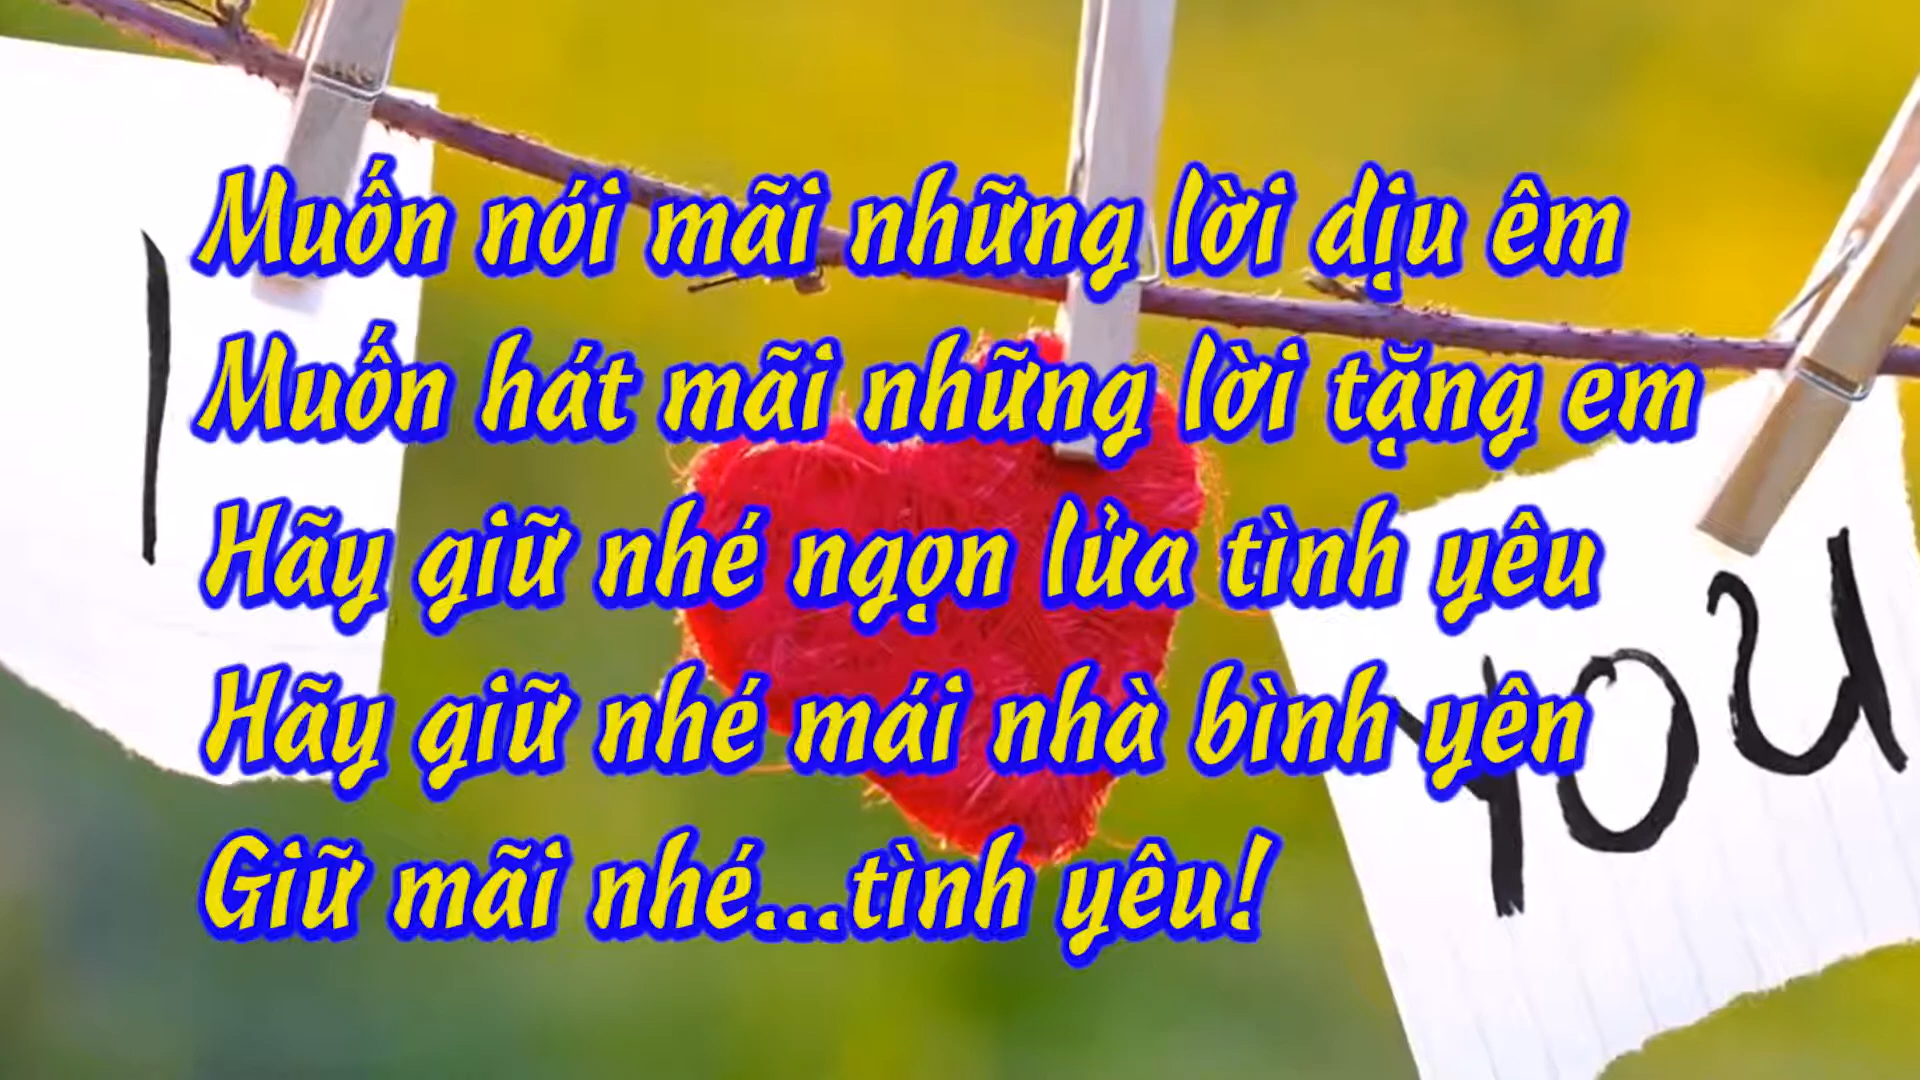 Muốn nói mãi những lời dịu êm
Muốn hát mãi những lời tặng em
Hãy giữ nhé ngọn lửa tình yêu
Hãy giữ nhé mái nhà bình yên
Giữ mãi nhé...tình yêu!
I
YOU